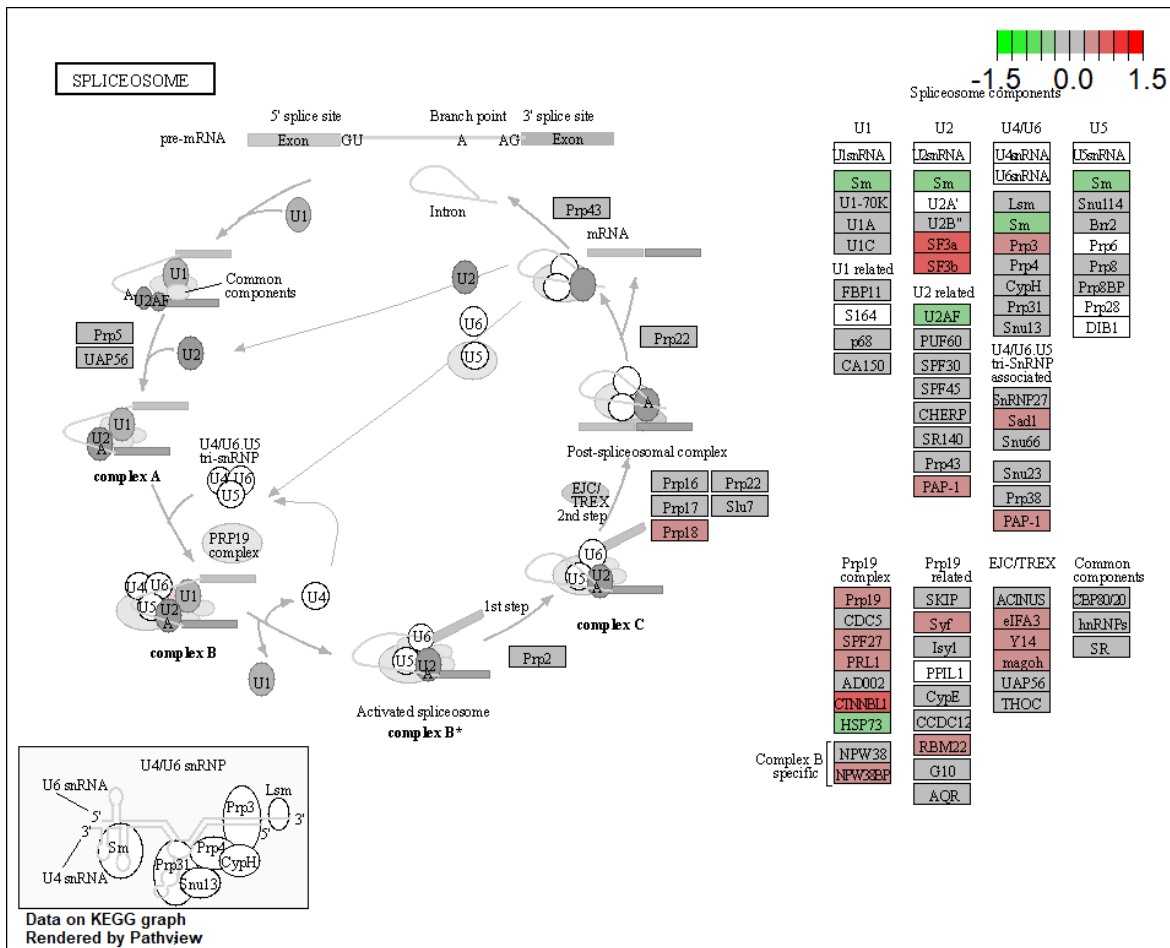 -1.5 0.0 1.5
SPLICEOSOME
5' splice site Branch point 3' splice site
pre-mRNA Exon GU A AG Exon
U1
Intron
Prp43
mRNA
U1
Common
components
A
U2AF
U2
U6
U5
Prp5
UAP56
U2
Prp22
A
Post-spliceosomal complex
U1
U2
A
complex A
U4/U6.U5
tri-snRNP
U4 U6
U5
PRP19
complex
EJC/
TREX
2nd step
Prp16 Prp22
Prp17 Slu7
Prp18
U6
U5 U2
A
complex C
U4 U6
U5 U1
U2
A
complex B
U4
U1
1st step
U6
U5 U2
A
Prp2
Activated spliceosome
complex B*
Spliceosome components
U1
U1snRNA
Sm
U1-70K
U1A
U1C
U1 related
FBP11
S164
p68
CA150
U2
U2snRNA
Sm
U2A'
U2B"
SF3a
SF3b
U2 related
U2AF
PUF60
SPF30
SPF45
CHERP
SR140
Prp43
PAP-1
U4/U6
U4snRNA
U6snRNA
Lsm
Sm
Prp3
Prp4
CypH
Prp31
Snu13
U4/U6.U5
tri-SnRNP
associated
SnRNP27
Sad1
Snu66
Snu23
Prp38
PAP-1
U5
U5snRNA
Sm
Snu114
Brr2
Prp6
Prp8
Prp8BP
Prp28
DIB1
Prp19
complex
Prp19
CDC5
SPF27
PRL1
AD002
CTNNBL1
HSP73
Complex B
specific
NPW38
NPW38BP
Prp19
related
SKIP
Syf
Isy1
PPIL1
CypE
CCDC12
RBM22
G10
AQR
EJC/TREX
ACINUS
eIFA3
Y14
magoh
UAP56
THOC
Common
components
CBP80/20
hnRNPs
SR
U4/U6 snRNP
U6 snRNA
5'
3'
U4 snRNA
Sm
Prp31
Prp4
Snu13
CypH
Prp3
Lsm
3'
5'
Data on KEGG graph
Rendered by Pathview